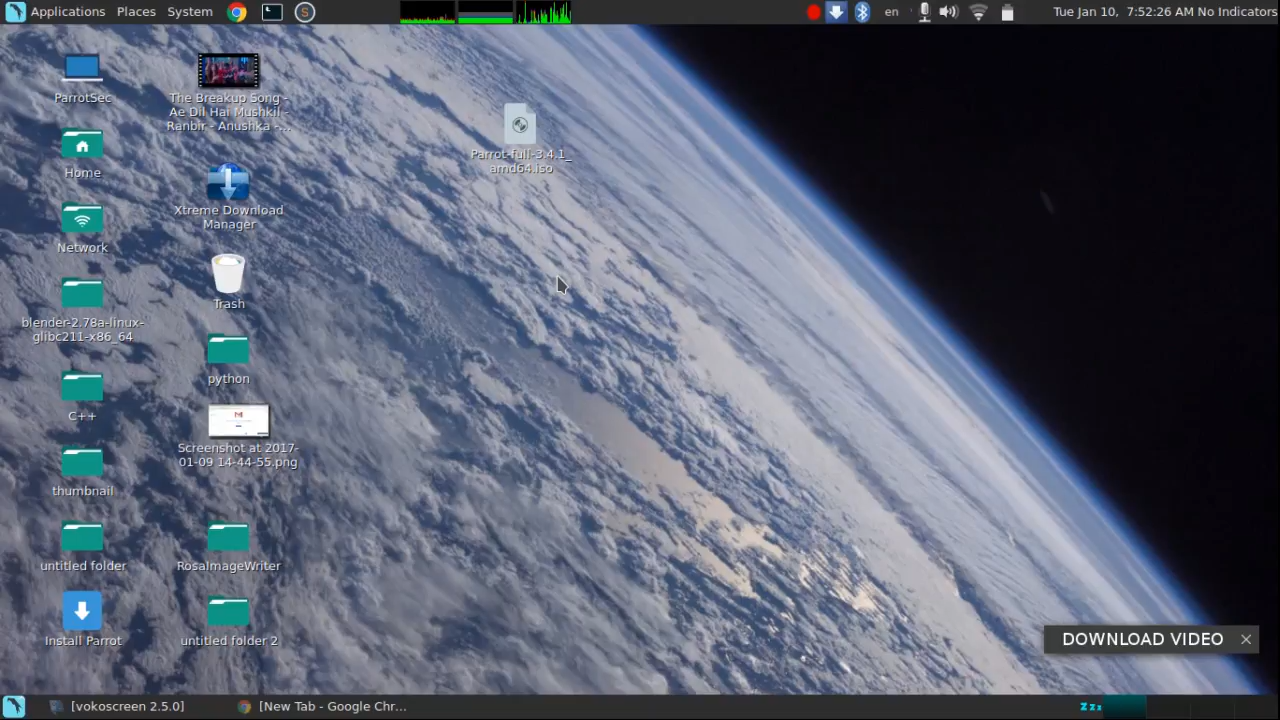 Applications Places System
en
Tue Jan 10, 7:52:26 AM No Indicators
ParrotSec
Home
Network
blender-2.78a-linux-
glibc211-x86_64
C++
thumbnail
untitled folder
Install Parrot
The Breakup Song -
Ae Dil Hai Mushkil -
Ranbir - Anushka -...
Xtreme Download
Manager
Trash
python
Screenshot at 2017-
01-09 14-44-55.png
RosaImageWriter
untitled folder 2
Parrot-full-3.4.1_
amd64.iso
DOWNLOAD VIDEO ×
[vokoscreen 2.5.0]
[New Tab - Google Chr...
Zzz